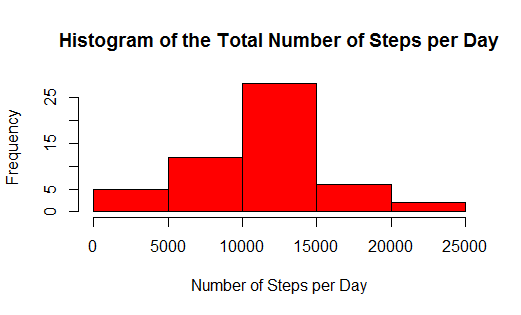 Histogram of the Total Number of Steps per Day
Frequency
25
15
5
0
0 5000 10000 15000 20000 25000
Number of Steps per Day